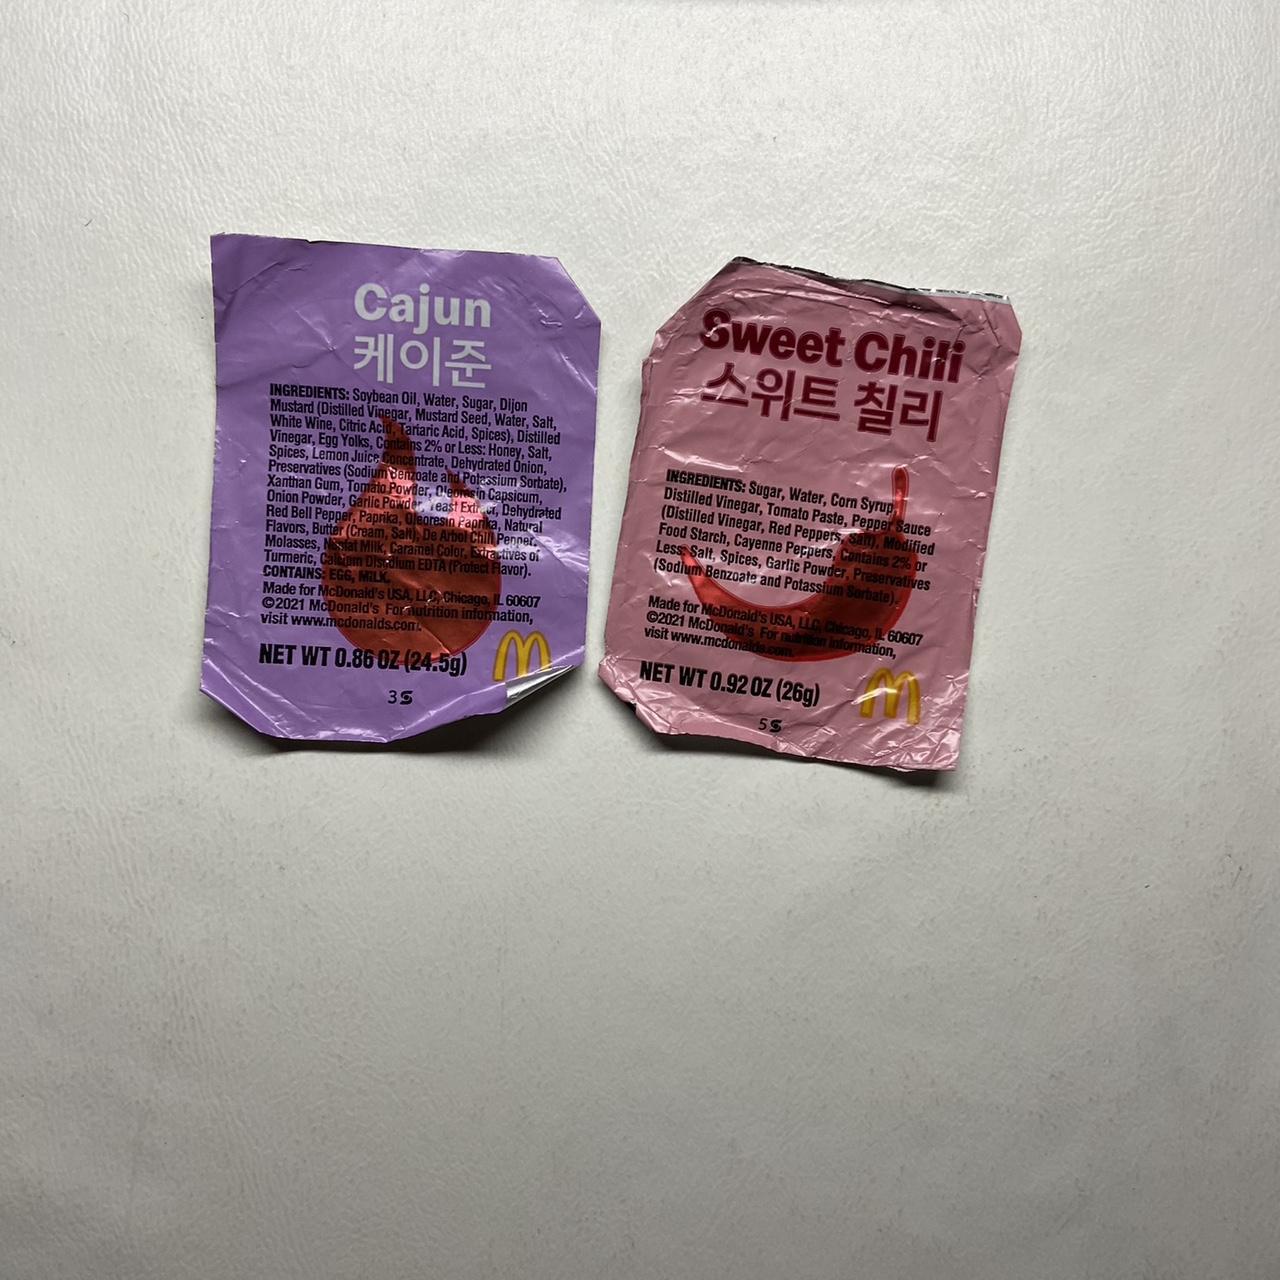 Cajun
케이준
INGREDIENTS: Soybean Oil, Water, Sugar, Dijon
Mustard (Distilled Vinegar, Mustard Seed, Water, Salt,
White Wine, Citric Acid, Tartaric Acid, Spices), Distilled
Vinegar, Egg Yolks, Contains 2% or Less: Honey, Salt,
Spices, Lemon Juice Concentrate, Dehydrated Onion,
Preservatives (Sodium Benzoate and Potassium Sorbate),
Xanthan Gum, Tomato Powder, Oleoresin Capsicum,
Onion Powder, Garlic Powder, Yeast Extract, Dehydrated
Red Bell Pepper, Paprika, Oleoresin Paprika, Natural
Flavors, Butter (Cream, Salt), De Arbol Chili Pepper,
Molasses, Nonfat Milk, Caramel Color, Extractives of
Turmeric, Calcium Disodium EDTA (Protect Flavor).
CONTAINS: EGG, MILK.
Made for McDonald's USA, LLC, Chicago, IL 60607
©2021 McDonald's For nutrition information,
visit www.mcdonalds.com.
NET WT 0.86 OZ (24.5g)
3
Sweet Chili
스위트 칠리
INGREDIENTS: Sugar, Water, Corn Syrup,
Distilled Vinegar, Tomato Paste, Pepper Sauce
(Distilled Vinegar, Red Peppers, Salt), Modified
Food Starch, Cayenne Peppers, Contains 2% or
Less: Salt, Spices, Garlic Powder, Preservatives
(Sodium Benzoate and Potassium Sorbate).
Made for McDonald's USA, LLC, Chicago, IL 60607
©2021 McDonald's For nutrition information,
visit www.mcdonalds.com.
NET WT 0.92 OZ (26g)
5